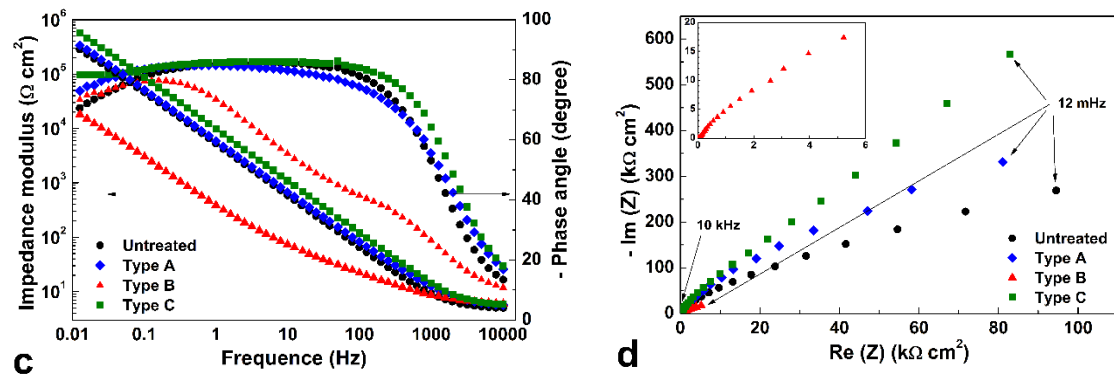 Impedance modulus (Ω cm²)
10⁶
10⁵
10⁴
10³
10²
10¹
Untreated
Type A
Type B
Type C
0.01 0.1 1 10 100 1000 10000
Frequence (Hz)
100
80
60
40
20
0
- Phase angle (degree)
c
- Im (Z) (kΩ cm²)
600
500
400
300
200
100
0
20
15
10
5
0
0 2 4 6
12 mHz
10 kHz
Untreated
Type A
Type B
Type C
0 20 40 60 80 100
Re (Z) (kΩ cm²)
d